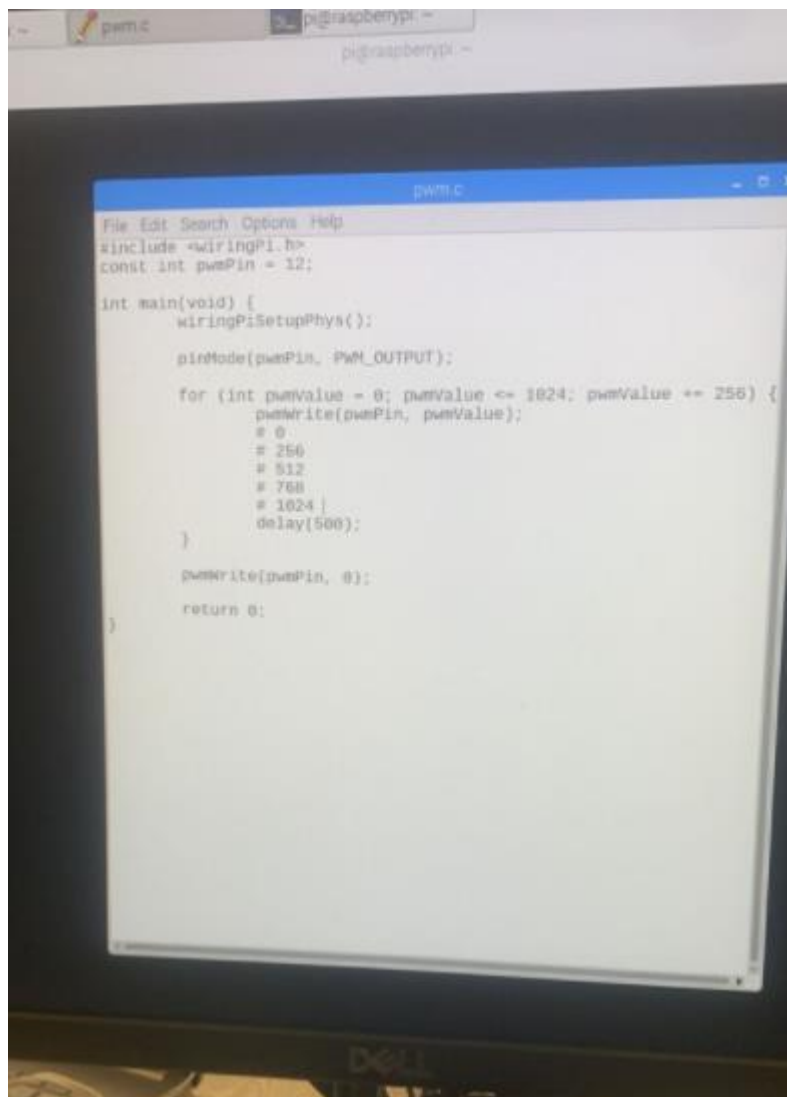 pwm.c
pi@raspberrypi: ~
pi@raspberrypi: ~
pwm.c
File Edit Search Options Help
#include <wiringPi.h>
const int pwmPin = 12;
int main(void) {
wiringPiSetupPhys();
pinMode(pwmPin, PWM_OUTPUT);
for (int pwmValue = 0; pwmValue <= 1024; pwmValue += 256) {
pwmWrite(pwmPin, pwmValue);
# 0
# 256
# 512
# 768
# 1024
delay(500);
}
pwmWrite(pwmPin, 0);
return 0;
}
DELL